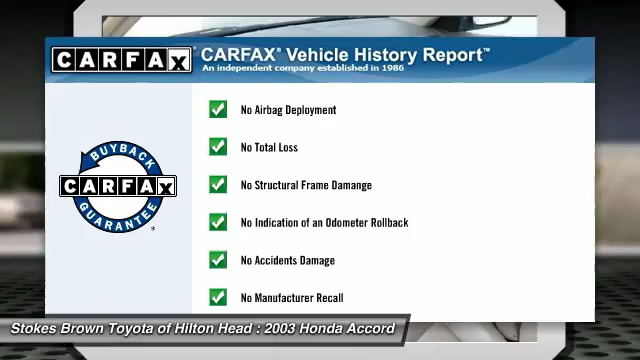 CARFAX
CARFAX® Vehicle History Report™
An independent company established in 1986
BUYBACK
CARFAX
GUARANTEE
No Airbag Deployment
No Total Loss
No Structural Frame Damange
No Indication of an Odometer Rollback
No Accidents Damage
No Manufacturer Recall
Stokes Brown Toyota of Hilton Head : 2003 Honda Accord